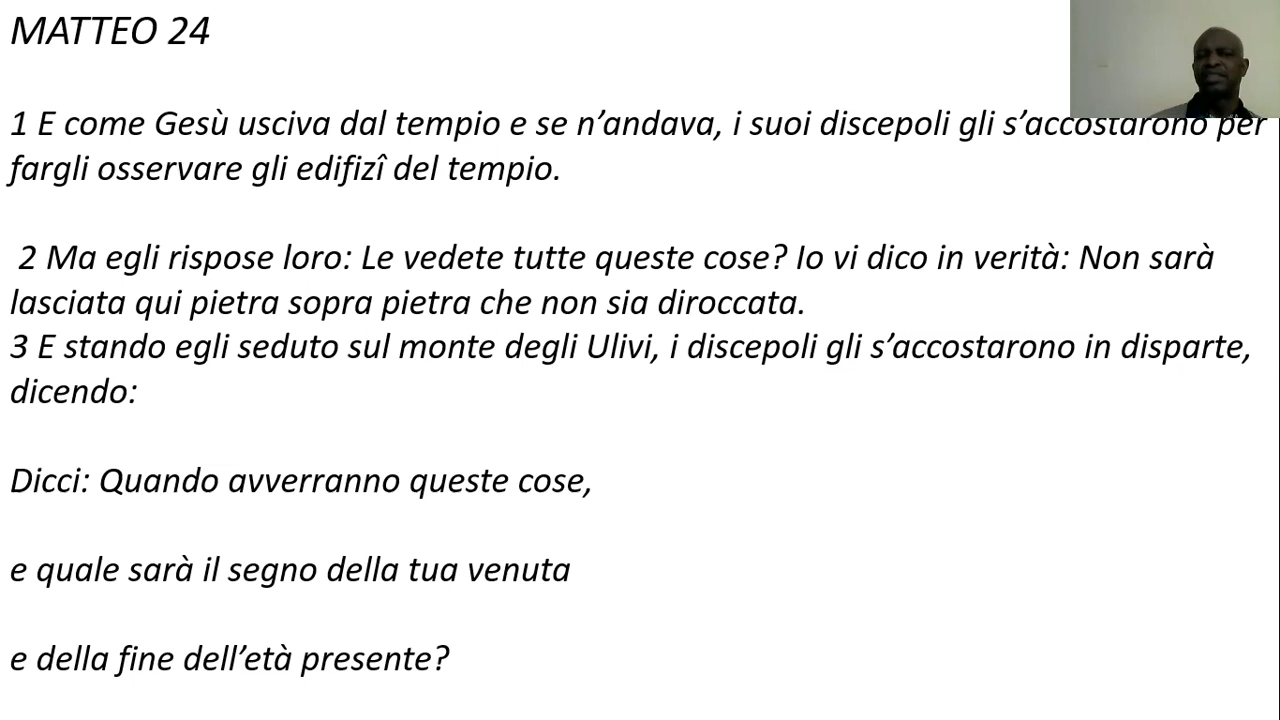 MATTEO 24
1 E come Gesù usciva dal tempio e se n’andava, i suoi discepoli gli s’accostarono per
fargli osservare gli edifizî del tempio.
2 Ma egli rispose loro: Le vedete tutte queste cose? Io vi dico in verità: Non sarà
lasciata qui pietra sopra pietra che non sia diroccata.
3 E stando egli seduto sul monte degli Ulivi, i discepoli gli s’accostarono in disparte,
dicendo:
Dicci: Quando avverranno queste cose,
e quale sarà il segno della tua venuta
e della fine dell’età presente?